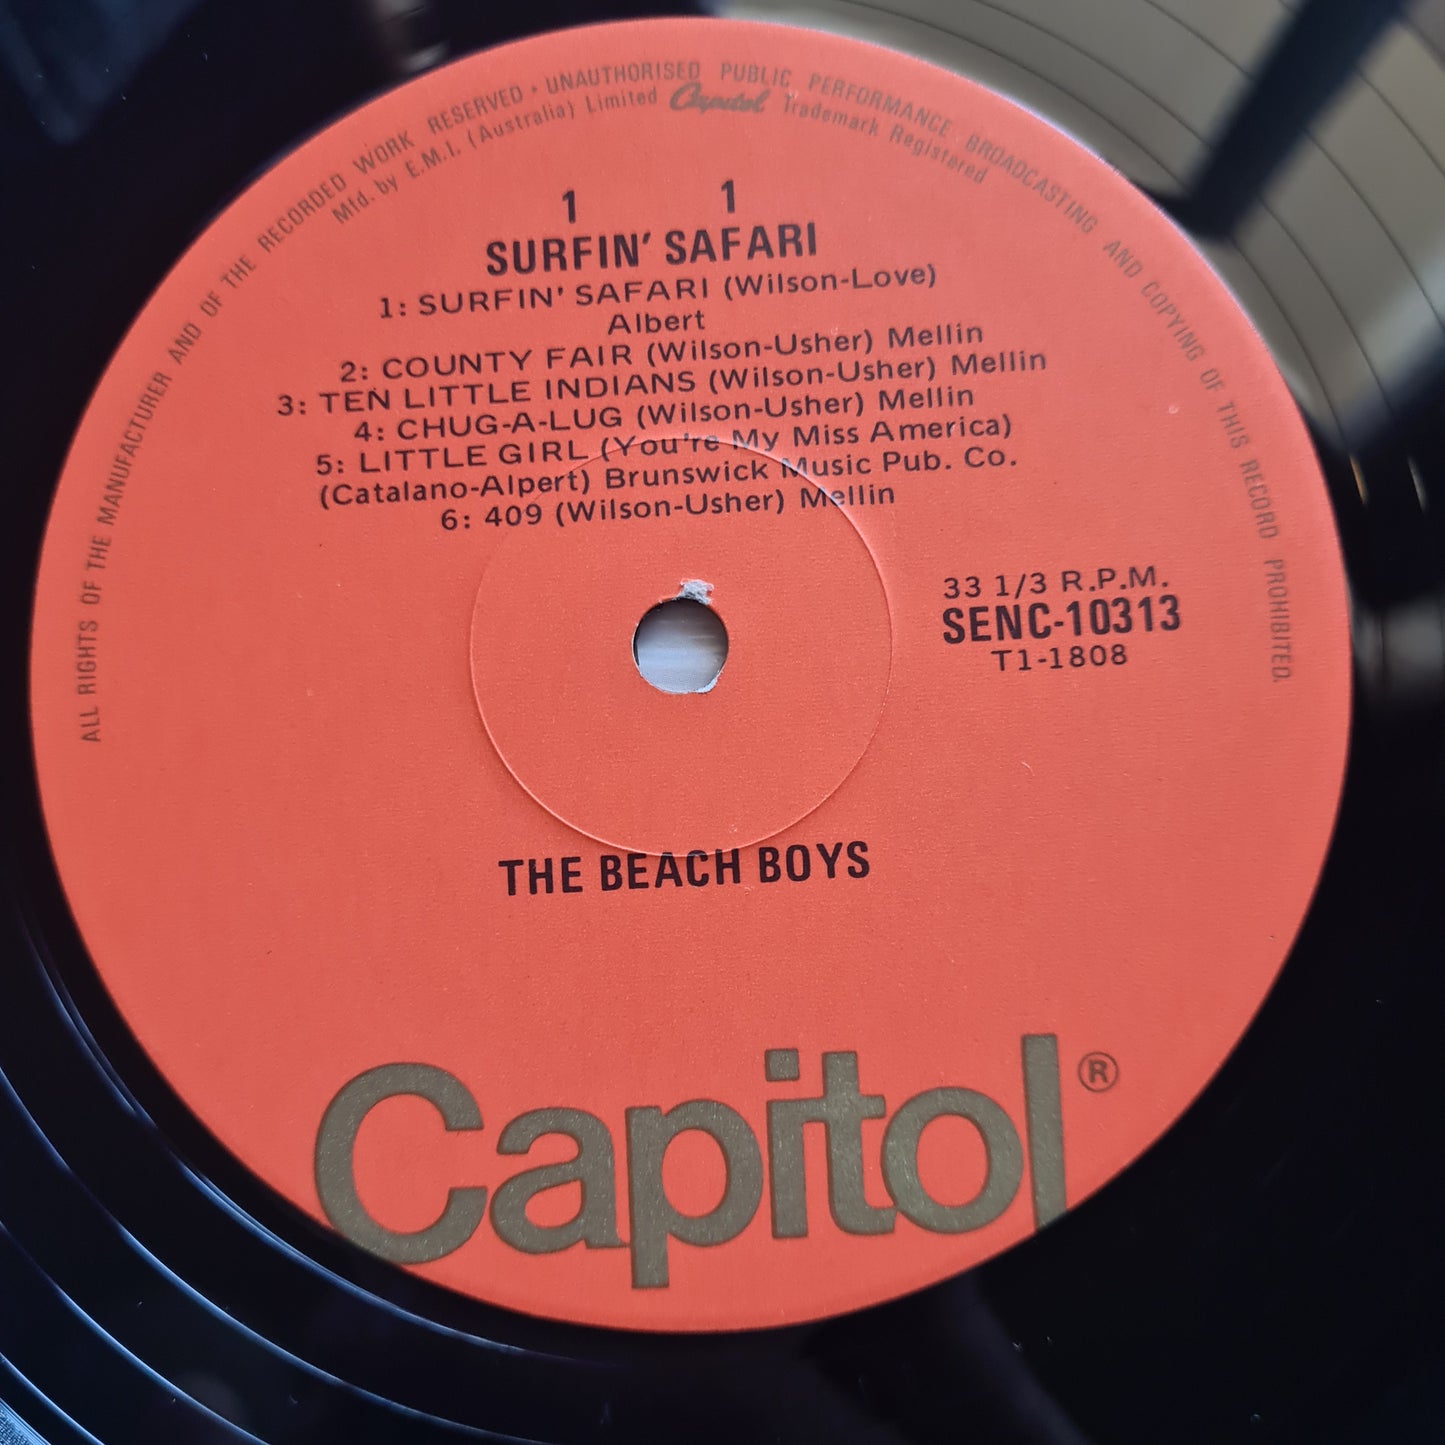 ALL RIGHTS OF THE MANUFACTURER AND OF THE RECORDED WORK RESERVED • UNAUTHORISED PUBLIC PERFORMANCE BROADCASTING AND COPYING OF THIS RECORD PROHIBITED.
Mfd. by E.M.I. (Australia) Limited Capitol Trademark Registered
1 1
SURFIN' SAFARI
1: SURFIN' SAFARI (Wilson-Love)
Albert
2: COUNTY FAIR (Wilson-Usher) Mellin
3: TEN LITTLE INDIANS (Wilson-Usher) Mellin
4: CHUG-A-LUG (Wilson-Usher) Mellin
5: LITTLE GIRL (You're My Miss America)
(Catalano-Alpert) Brunswick Music Pub. Co.
6: 409 (Wilson-Usher) Mellin
33 1/3 R.P.M.
SENC-10313
T1-1808
THE BEACH BOYS
Capitol ®